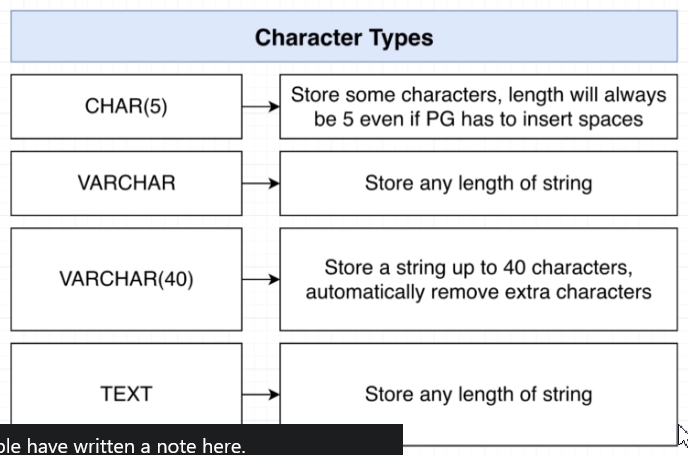 Character Types
CHAR(5)
Store some characters, length will always
be 5 even if PG has to insert spaces
VARCHAR
Store any length of string
VARCHAR(40)
Store a string up to 40 characters,
automatically remove extra characters
TEXT
Store any length of string
have written a note here.